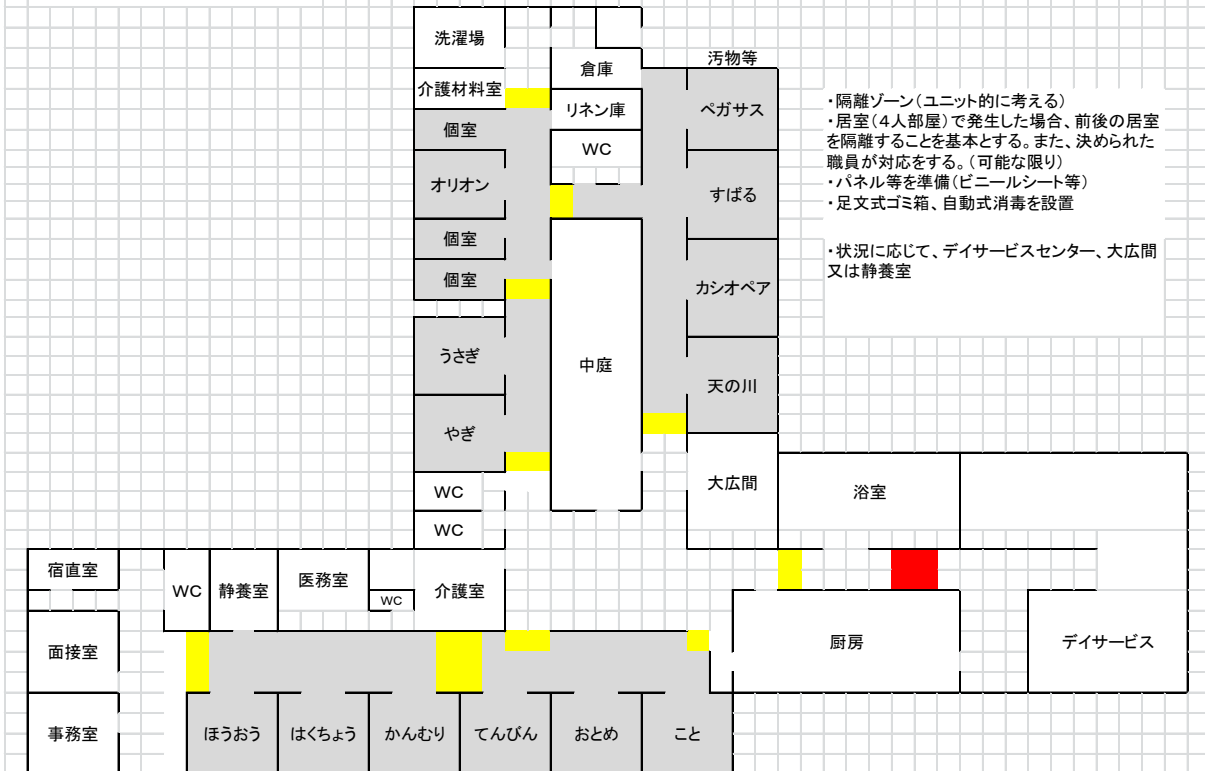 洗濯場
倉庫
汚物等
介護材料室
リネン庫
ペガサス
個室
WC
オリオン
すばる
個室
個室
カシオペア
うさぎ
中庭
天の川
やぎ
WC
大広間
浴室
WC
宿直室
WC
静養室
医務室
WC
介護室
面接室
厨房
デイサービス
事務室
ほうおう
はくちょう
かんむり
てんびん
おとめ
こと
・隔離ゾーン(ユニット的に考える)
・居室(4人部屋)で発生した場合、前後の居室
を隔離することを基本とする。また、決められた
職員が対応をする。(可能な限り)
・パネル等を準備(ビニールシート等)
・足文式ゴミ箱、自動式消毒を設置
・状況に応じて、デイサービスセンター、大広間
又は静養室